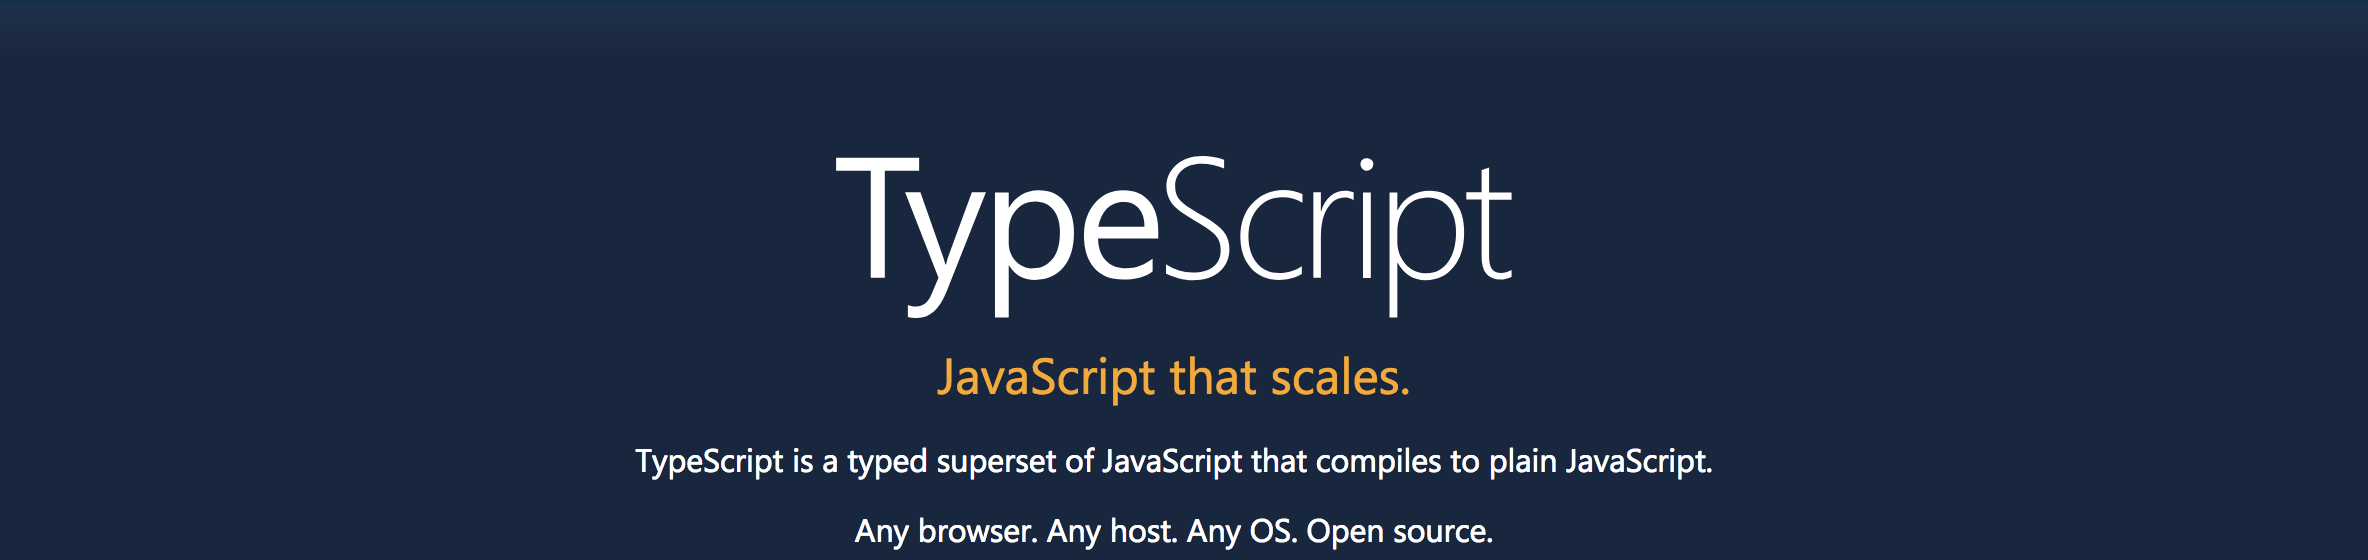 TypeScript
JavaScript that scales.
TypeScript is a typed superset of JavaScript that compiles to plain JavaScript.
Any browser. Any host. Any OS. Open source.